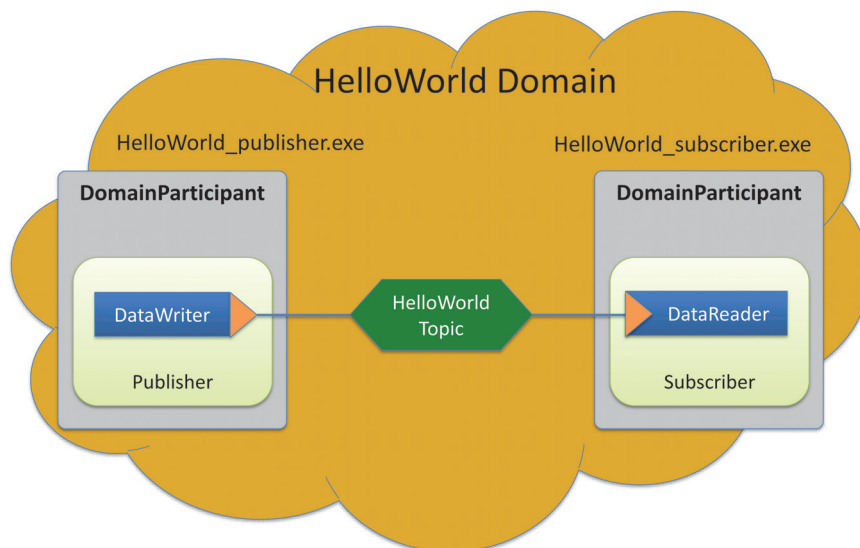 HelloWorld Domain
HelloWorld_publisher.exe
DomainParticipant
DataWriter
Publisher
HelloWorld
Topic
HelloWorld_subscriber.exe
DomainParticipant
DataReader
Subscriber